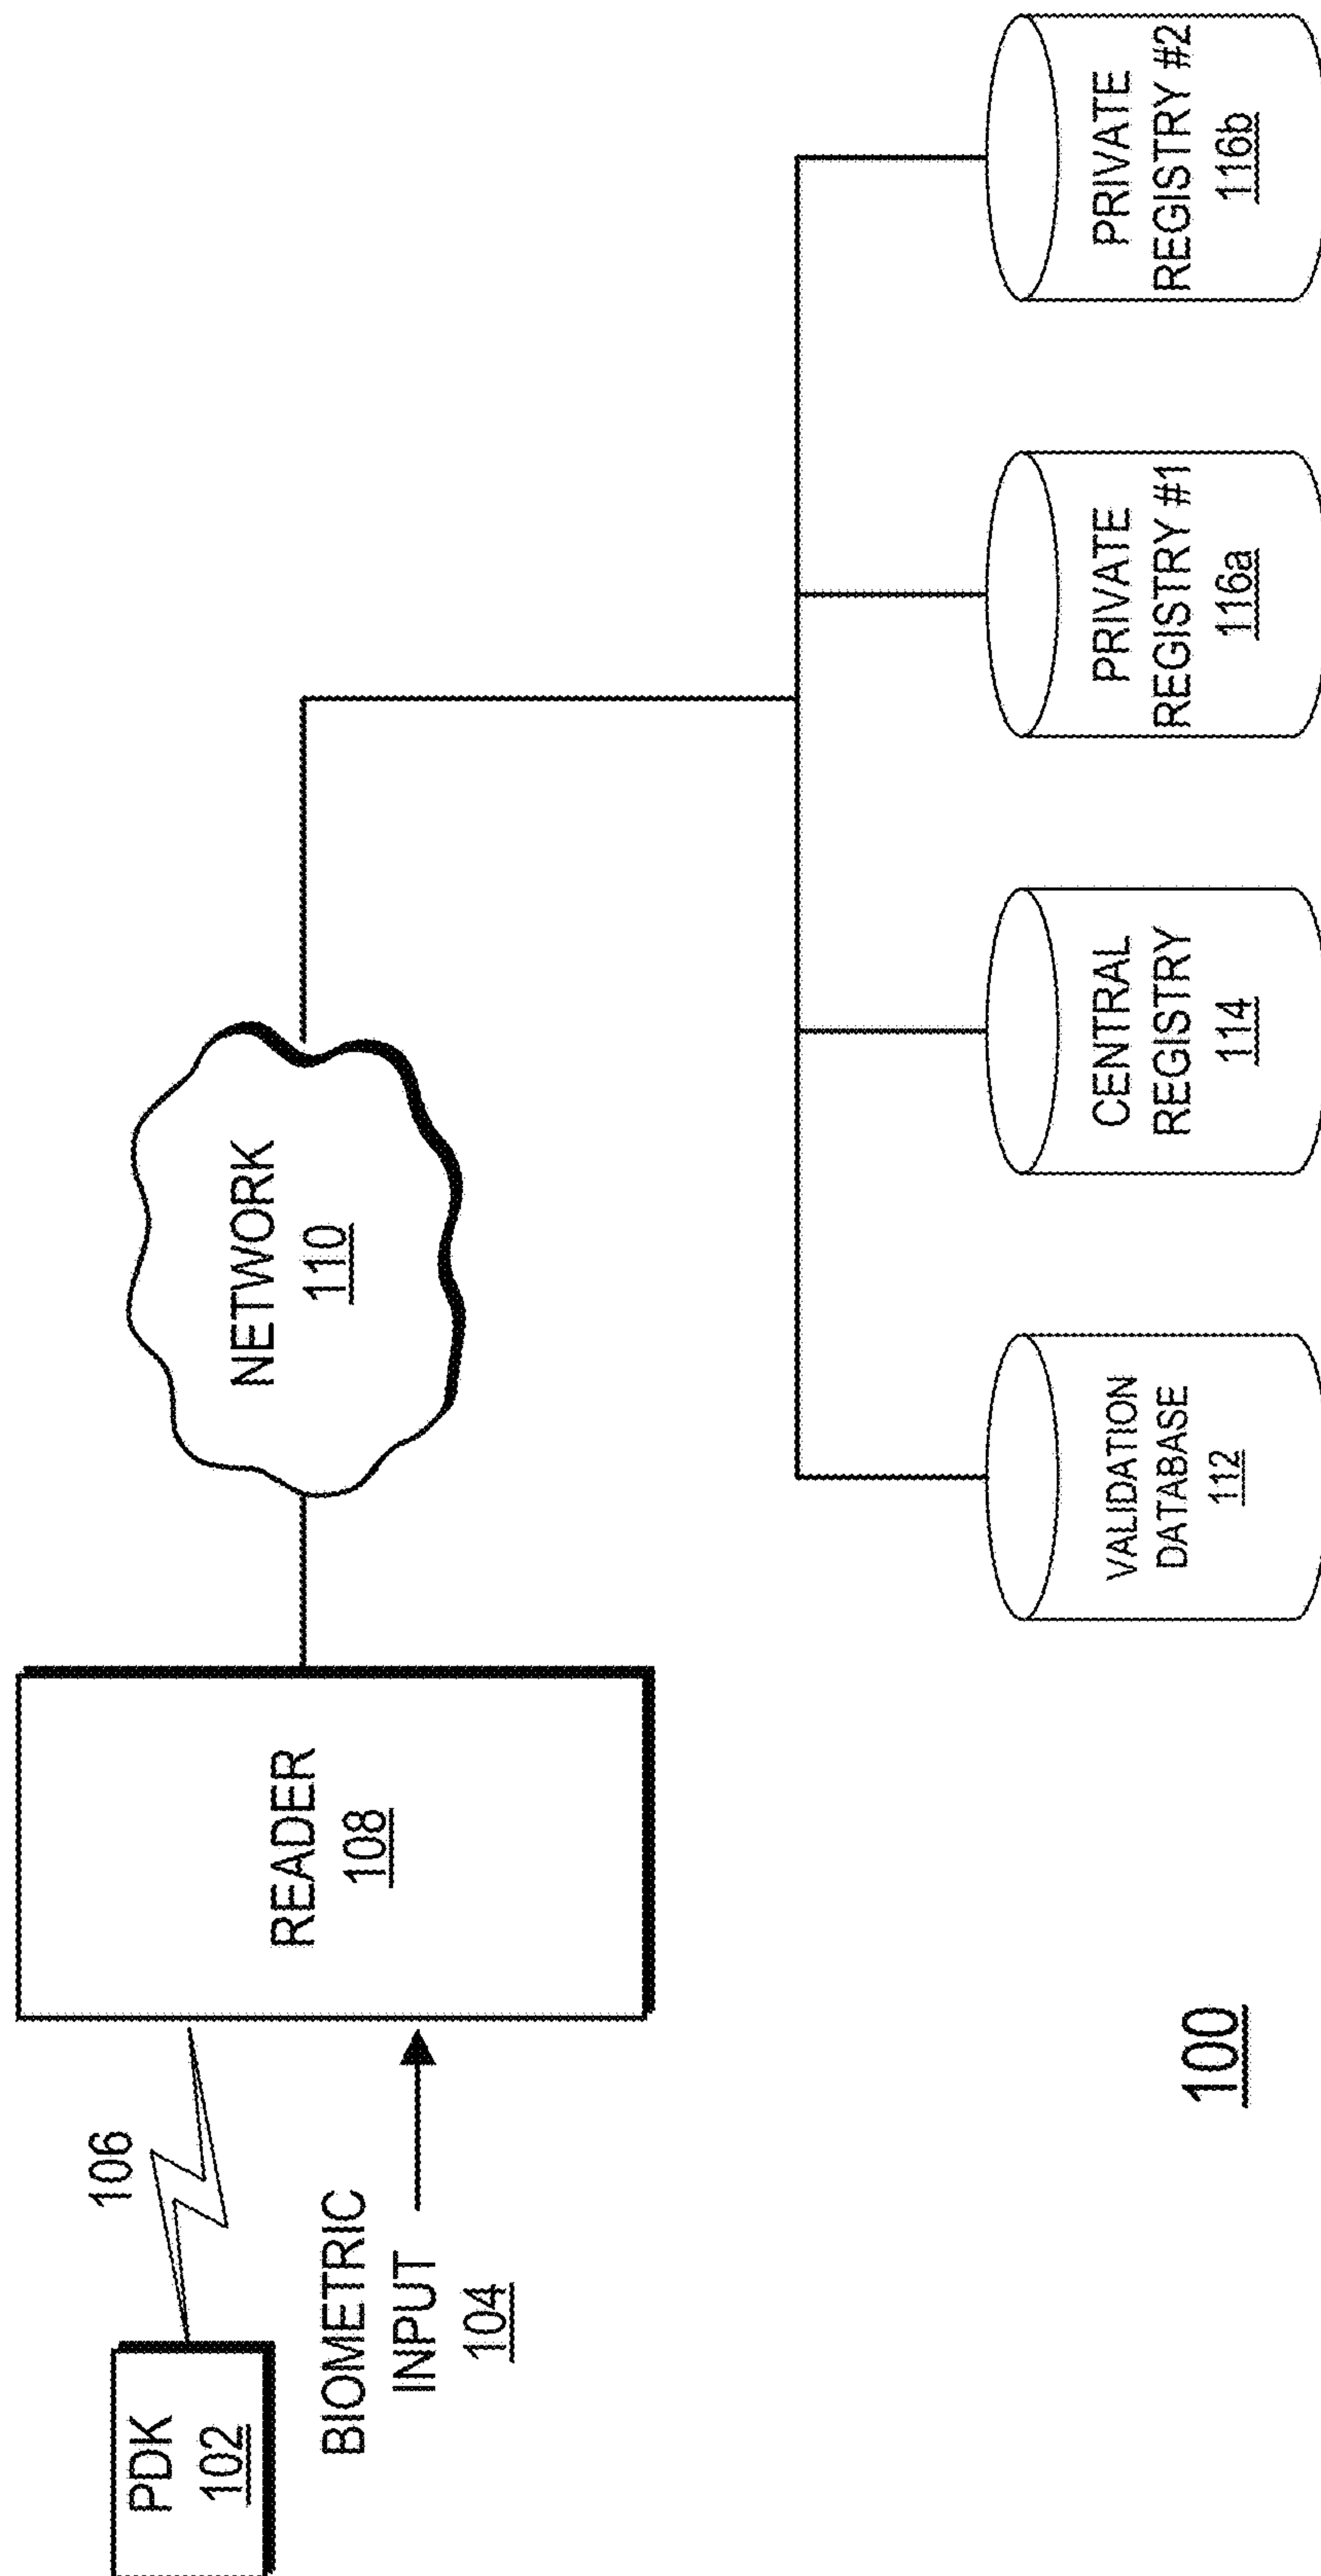 PDK
102
106
BIOMETRIC
INPUT
104
READER
108
NETWORK
110
VALIDATION
DATABASE
112
CENTRAL
REGISTRY
114
PRIVATE
REGISTRY #1
116a
PRIVATE
REGISTRY #2
116b
100